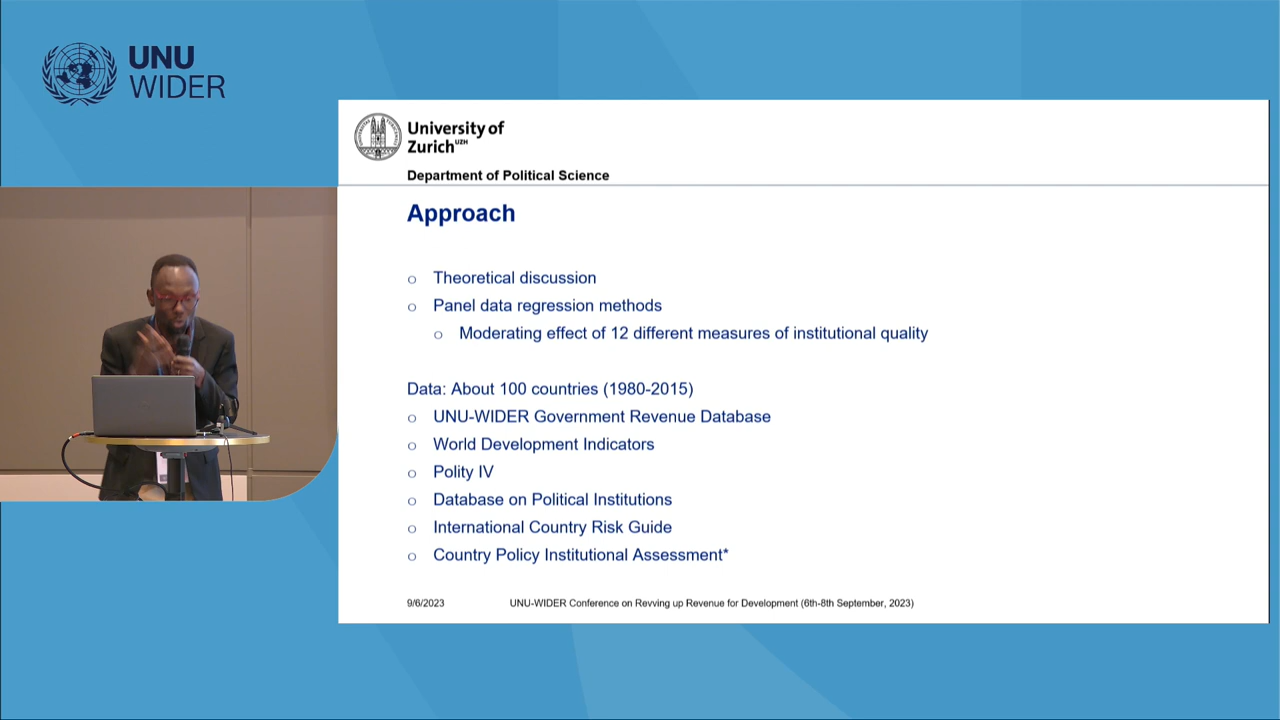 UNU
WIDER
University of
Zurich UZH
Department of Political Science
Approach
o Theoretical discussion
o Panel data regression methods
o Moderating effect of 12 different measures of institutional quality
Data: About 100 countries (1980-2015)
o UNU-WIDER Government Revenue Database
o World Development Indicators
o Polity IV
o Database on Political Institutions
o International Country Risk Guide
o Country Policy Institutional Assessment*
9/6/2023 UNU-WIDER Conference on Revving up Revenue for Development (6th-8th September, 2023)